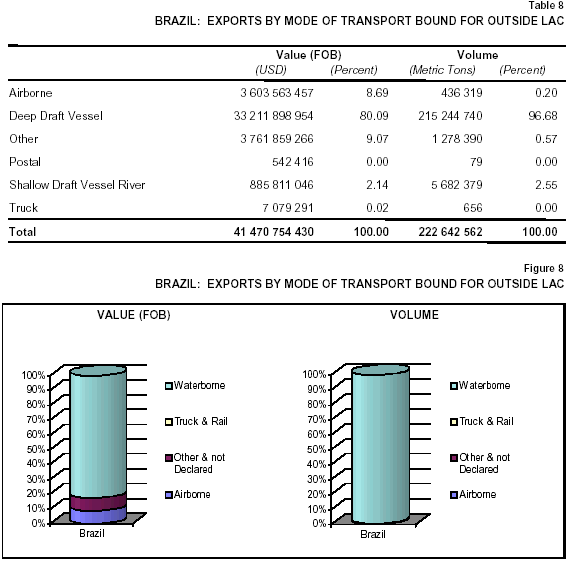 Table 8
BRAZIL: EXPORTS BY MODE OF TRANSPORT BOUND FOR OUTSIDE LAC
Value (FOB) Volume
(USD) (Percent) (Metric Tons) (Percent)
Airborne 3 603 563 457 8.69 436 319 0.20
Deep Draft Vessel 33 211 898 954 80.09 215 244 740 96.68
Other 3 761 859 266 9.07 1 278 390 0.57
Postal 542 416 0.00 79 0.00
Shallow Draft Vessel River 885 811 046 2.14 5 682 379 2.55
Truck 7 079 291 0.02 656 0.00
Total 41 470 754 430 100.00 222 642 562 100.00
Figure 8
BRAZIL: EXPORTS BY MODE OF TRANSPORT BOUND FOR OUTSIDE LAC
VALUE (FOB)
100%
90%
80%
70%
60%
50%
40%
30%
20%
10%
0%
Brazil
Waterborne
Truck & Rail
Other & not
Declared
Airborne
VOLUME
100%
90%
80%
70%
60%
50%
40%
30%
20%
10%
0%
Brazil
Waterborne
Truck & Rail
Other & not
Declared
Airborne